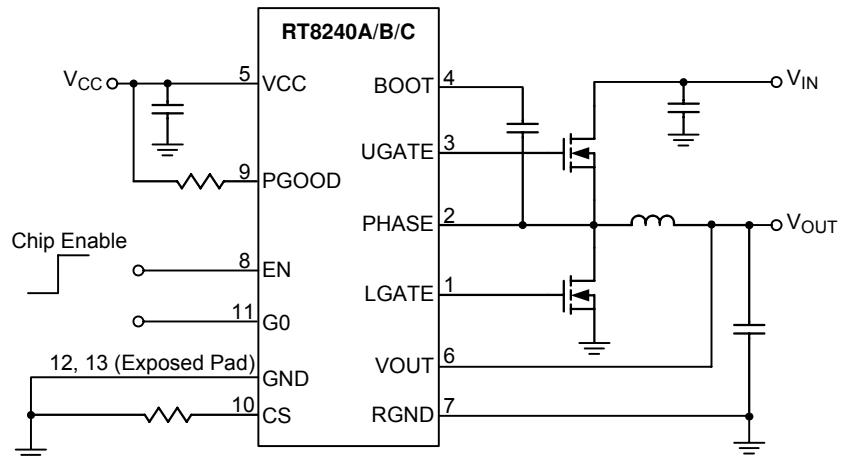 RT8240A/B/C
VCC
5
VCC
BOOT
4
VIN
UGATE
3
9
PGOOD
PHASE
2
VOUT
Chip Enable
8
EN
LGATE
1
11
G0
12, 13 (Exposed Pad)
GND
VOUT
6
10
CS
RGND
7